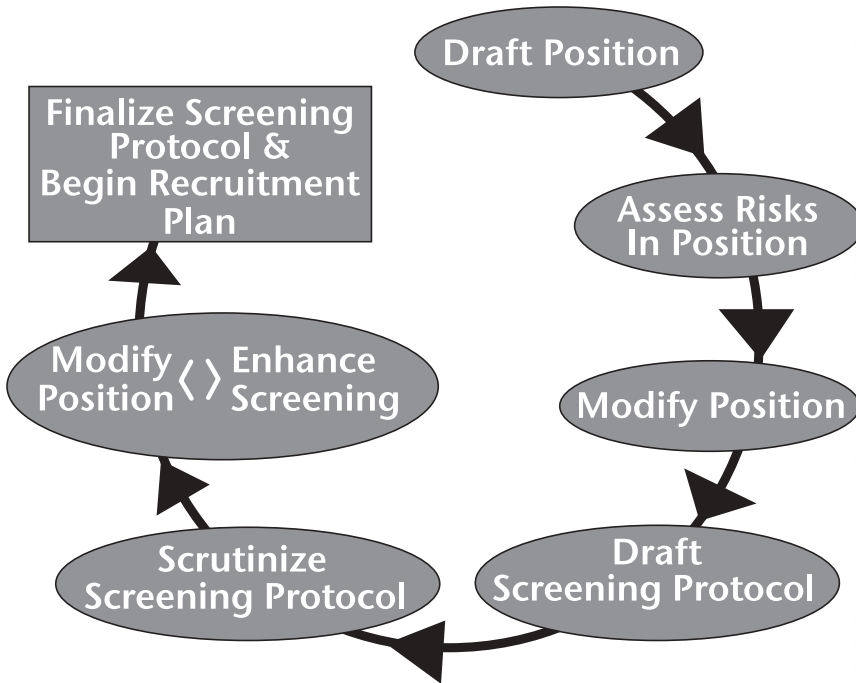 Draft Position
Assess Risks
In Position
Modify Position
Draft
Screening Protocol
Scrutinize
Screening Protocol
Modify
Position
〈 〉
Enhance
Screening
Finalize Screening
Protocol &
Begin Recruitment
Plan